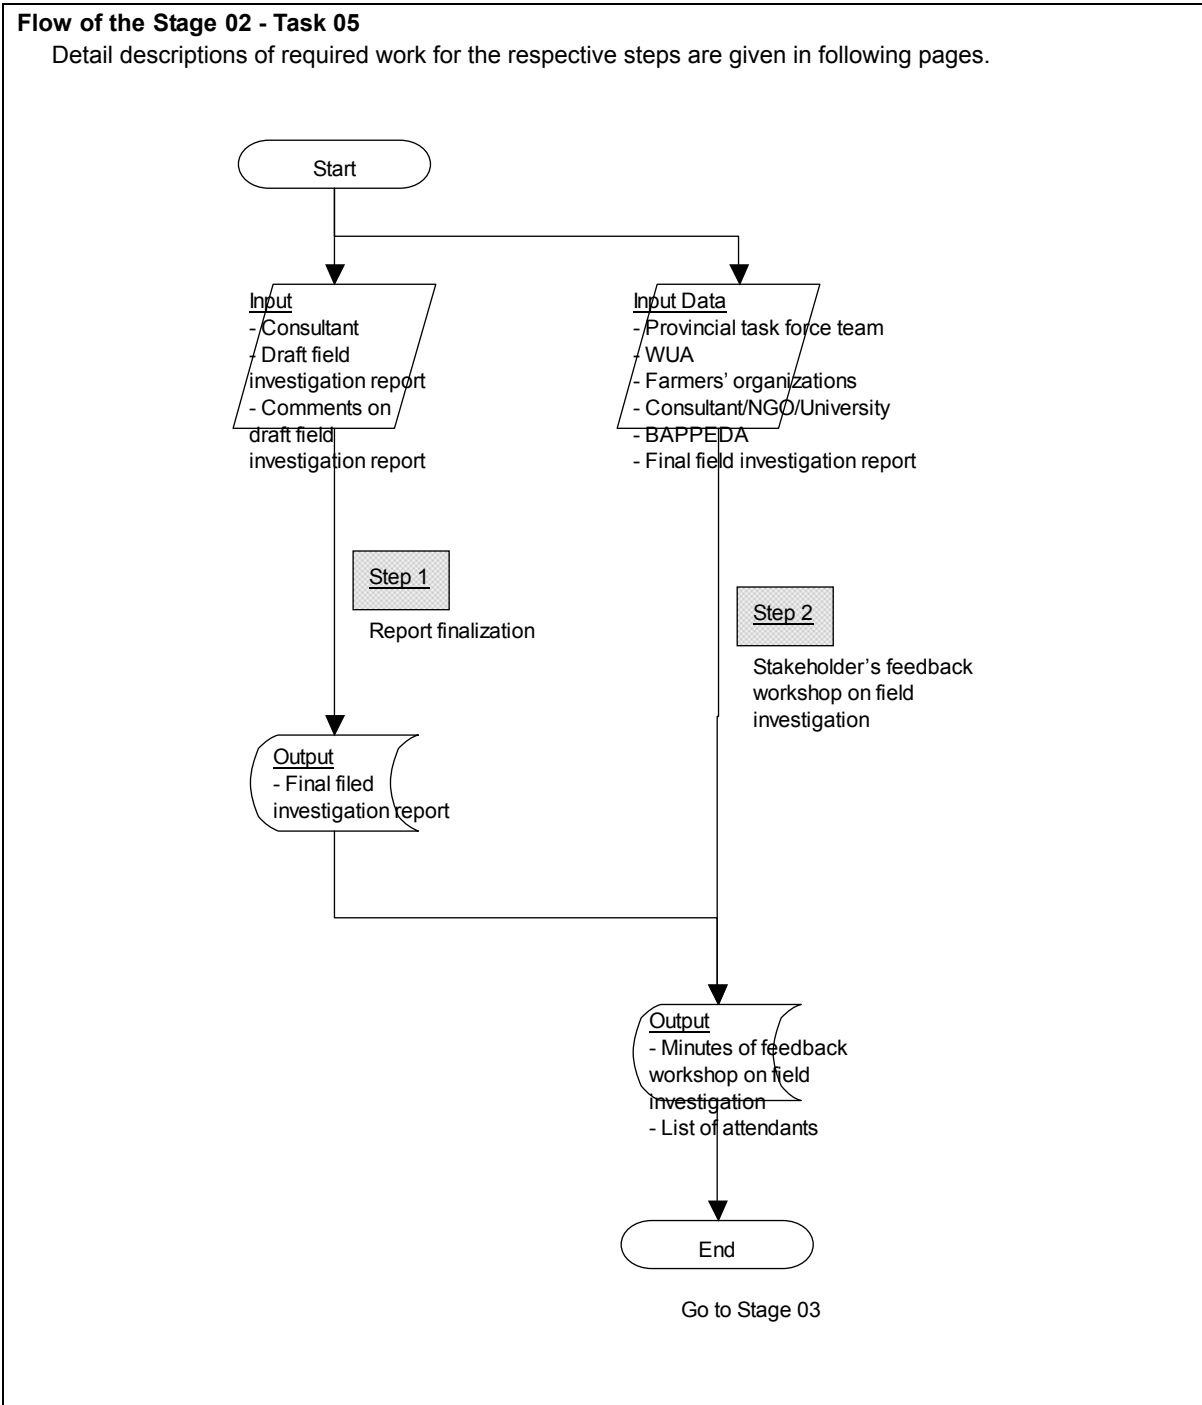 Flow of the Stage 02 - Task 05
Detail descriptions of required work for the respective steps are given in following pages.
Start
Input
- Consultant
- Draft field
investigation report
- Comments on
draft field
investigation report
Input Data
- Provincial task force team
- WUA
- Farmers’ organizations
- Consultant/NGO/University
- BAPPEDA
- Final field investigation report
Step 1
Report finalization
Step 2
Stakeholder’s feedback
workshop on field
investigation
Output
- Final filed
investigation report
Output
- Minutes of feedback
workshop on field
investigation
- List of attendants
End
Go to Stage 03